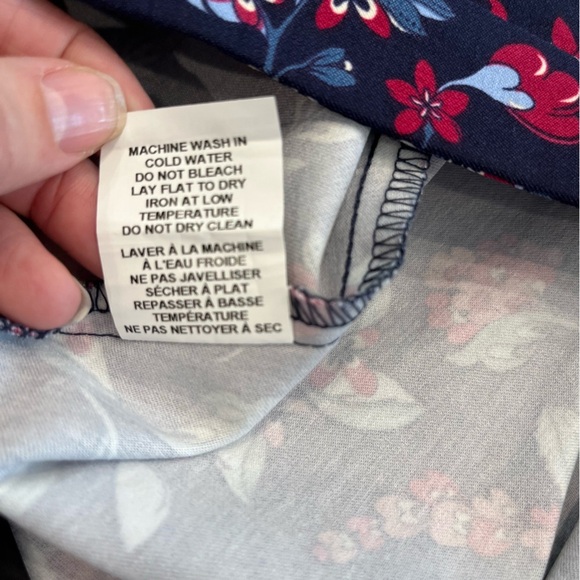 MACHINE WASH IN
COLD WATER
DO NOT BLEACH
LAY FLAT TO DRY
IRON AT LOW
TEMPERATURE
DO NOT DRY CLEAN
LAVER À LA MACHINE
À L'EAU FROIDE
NE PAS JAVELLISER
SÉCHER À PLAT
REPASSER À BASSE
TEMPÉRATURE
NE PAS NETTOYER À SEC